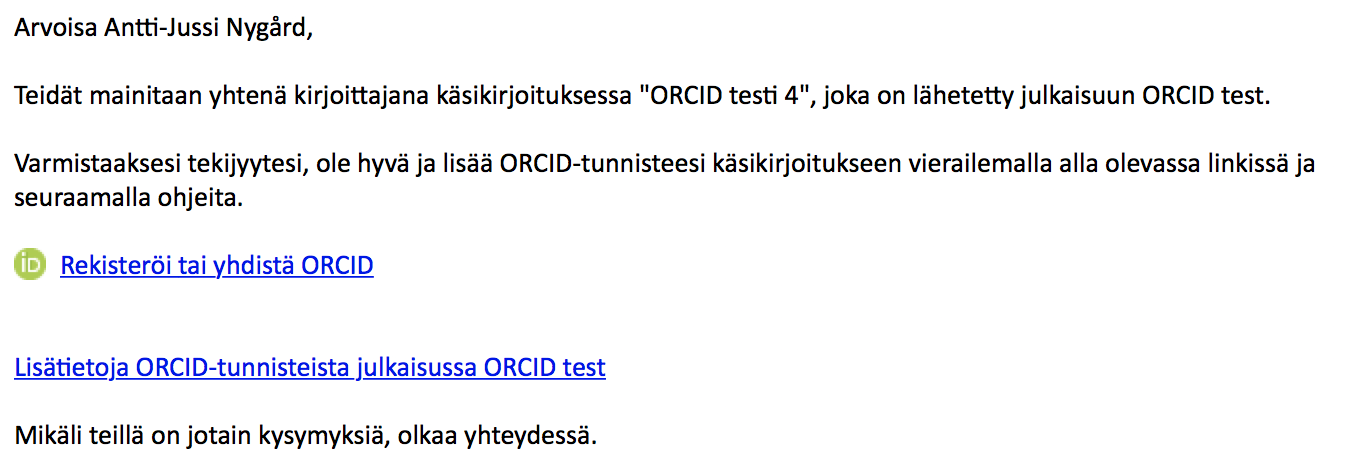 Arvoisa Antti-Jussi Nygård,
Teidät mainitaan yhtenä kirjoittajana käsikirjoituksessa "ORCID testi 4", joka on lähetetty julkaisuun ORCID test.
Varmistaaksesi tekijyytesi, ole hyvä ja lisää ORCID-tunnisteesi käsikirjoitukseen vierailemalla alla olevassa linkissä ja
seuraamalla ohjeita.
iD Rekisteröi tai yhdistä ORCID
Lisätietoja ORCID-tunnisteista julkaisussa ORCID test
Mikäli teillä on jotain kysymyksiä, olkaa yhteydessä.